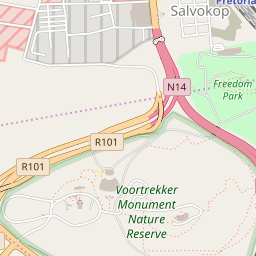 Salvokop
Pretoria
N14
Freedom
Park
R101
R101
Voortrekker
Monument
Nature
Reserve